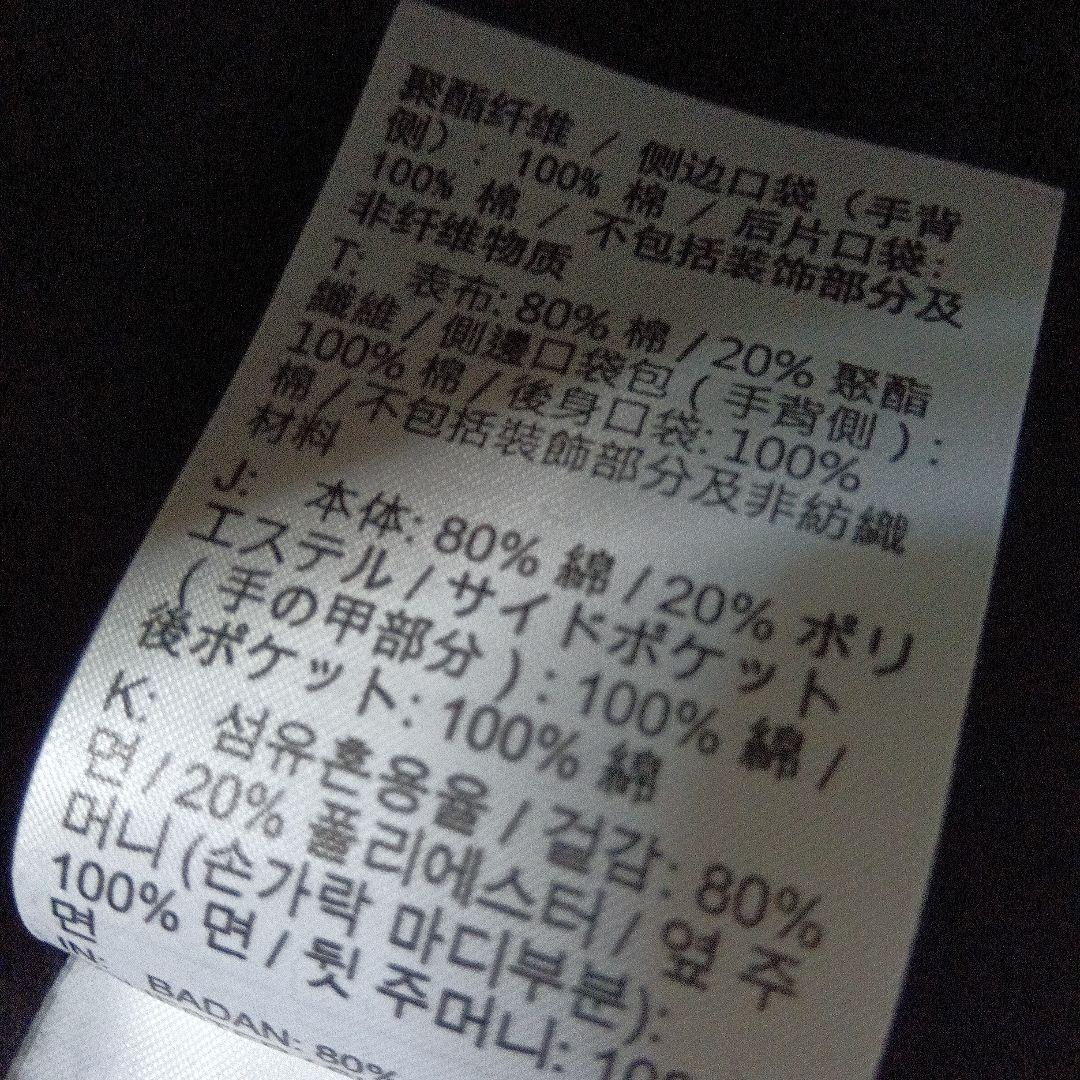 聚酯纤维 / 侧边口袋（手背
侧）: 100% 棉 / 后片口袋:
100% 棉 / 不包括装饰部分及
非纤维物质
T: 表布: 80% 棉 / 20% 聚酯
纖維 / 側邊口袋包 ( 手背側 ) :
100% 棉 / 後身口袋: 100%
棉 / 不包括裝飾部分及非紡織
材料
J: 本体: 80% 綿 / 20% ポリ
エステル / サイドポケット
( 手の甲部分 ) : 100% 綿 /
後ポケット: 100% 綿
K: 섬유혼용율 / 겉감: 80%
면 / 20% 폴리에스터 / 옆 주
머니 (손가락 마디부분):
100% 면 / 뒷 주머니: 100
면
IN: BADAN: 80%